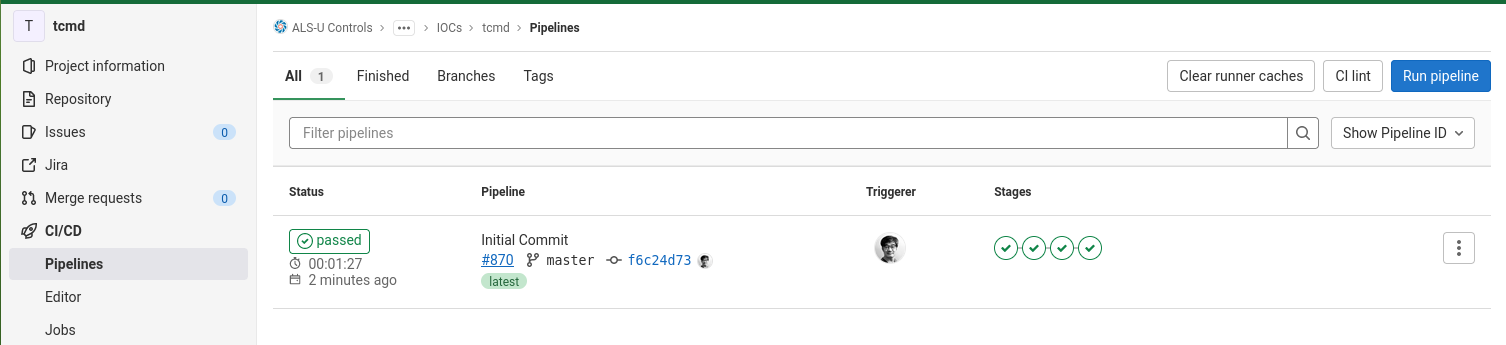 T tcmd
Project information
Repository
Issues 0
Jira
Merge requests 0
CI/CD
Pipelines
Editor
Jobs
ALS-U Controls › ··· › IOCs › tcmd › Pipelines
All 1 Finished Branches Tags
Clear runner caches CI lint Run pipeline
Filter pipelines Show Pipeline ID
Status Pipeline Triggerer Stages
passed
00:01:27
2 minutes ago
Initial Commit
#870 master f6c24d73
latest